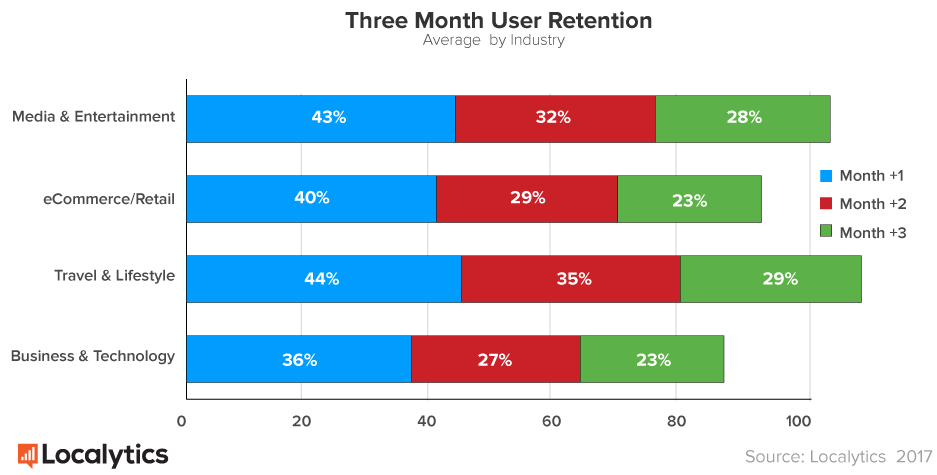 Three Month User Retention
Average by Industry
Media & Entertainment 43% 32% 28%
eCommerce/Retail 40% 29% 23%
Travel & Lifestyle 44% 35% 29%
Business & Technology 36% 27% 23%
Month +1
Month +2
Month +3
0 20 40 60 80 100
Localytics
Source: Localytics 2017